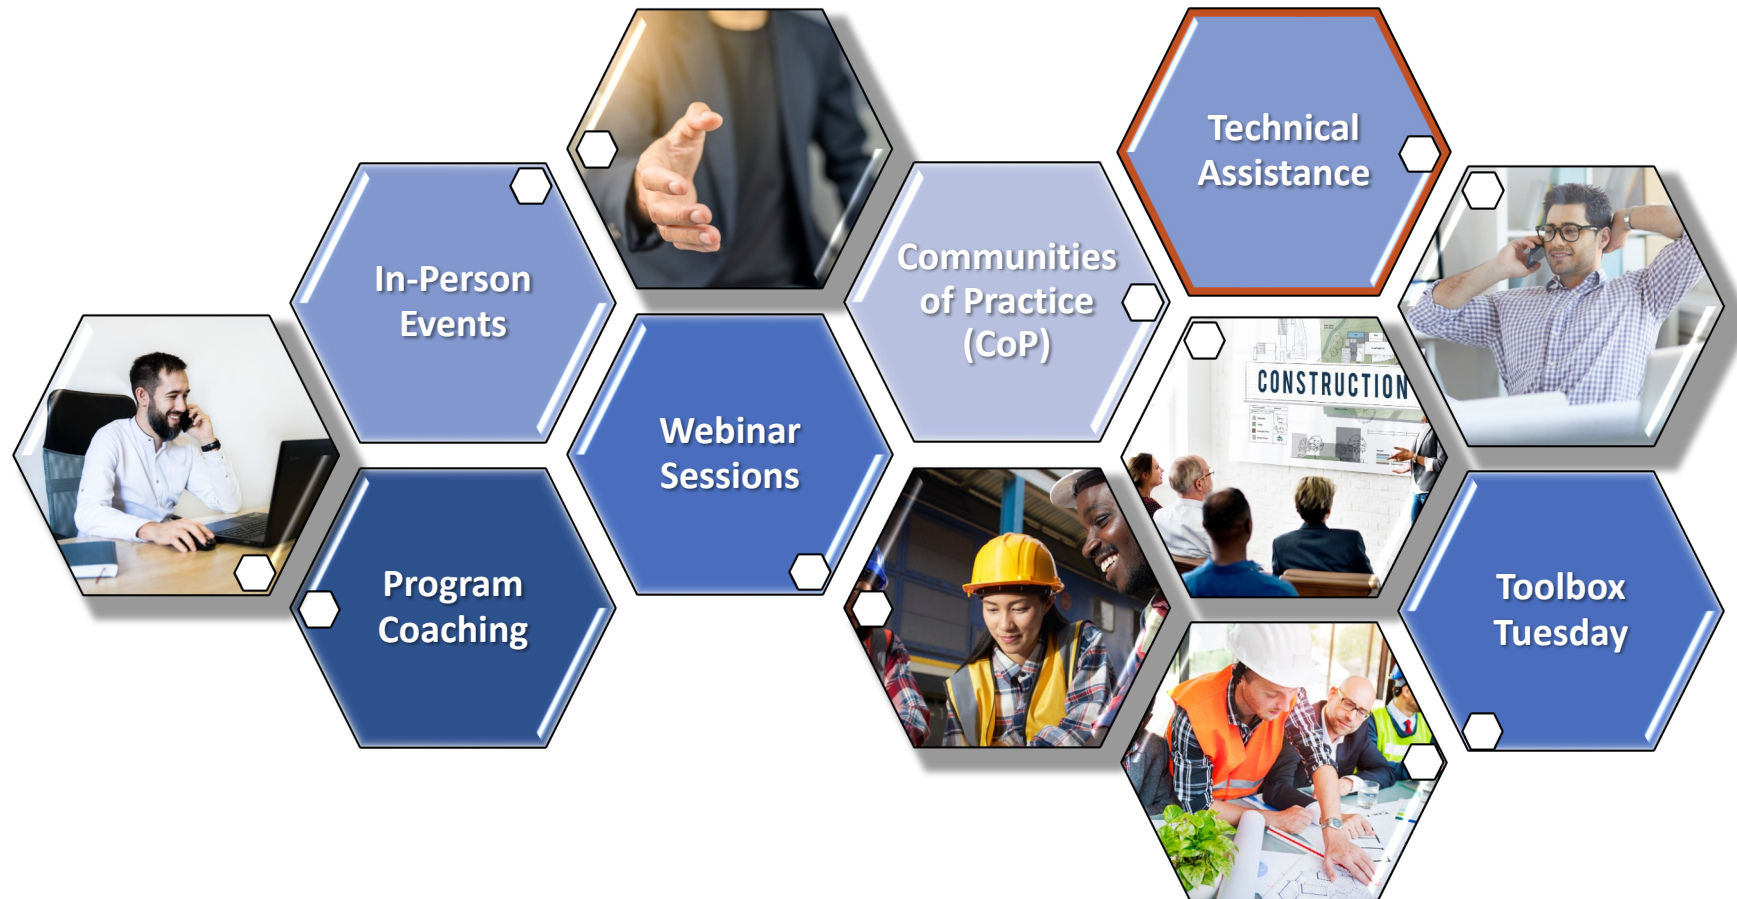 Technical
Assistance
In-Person
Events
Communities
of Practice
(CoP)
Webinar
Sessions
CONSTRUCTION
Program
Coaching
Toolbox
Tuesday